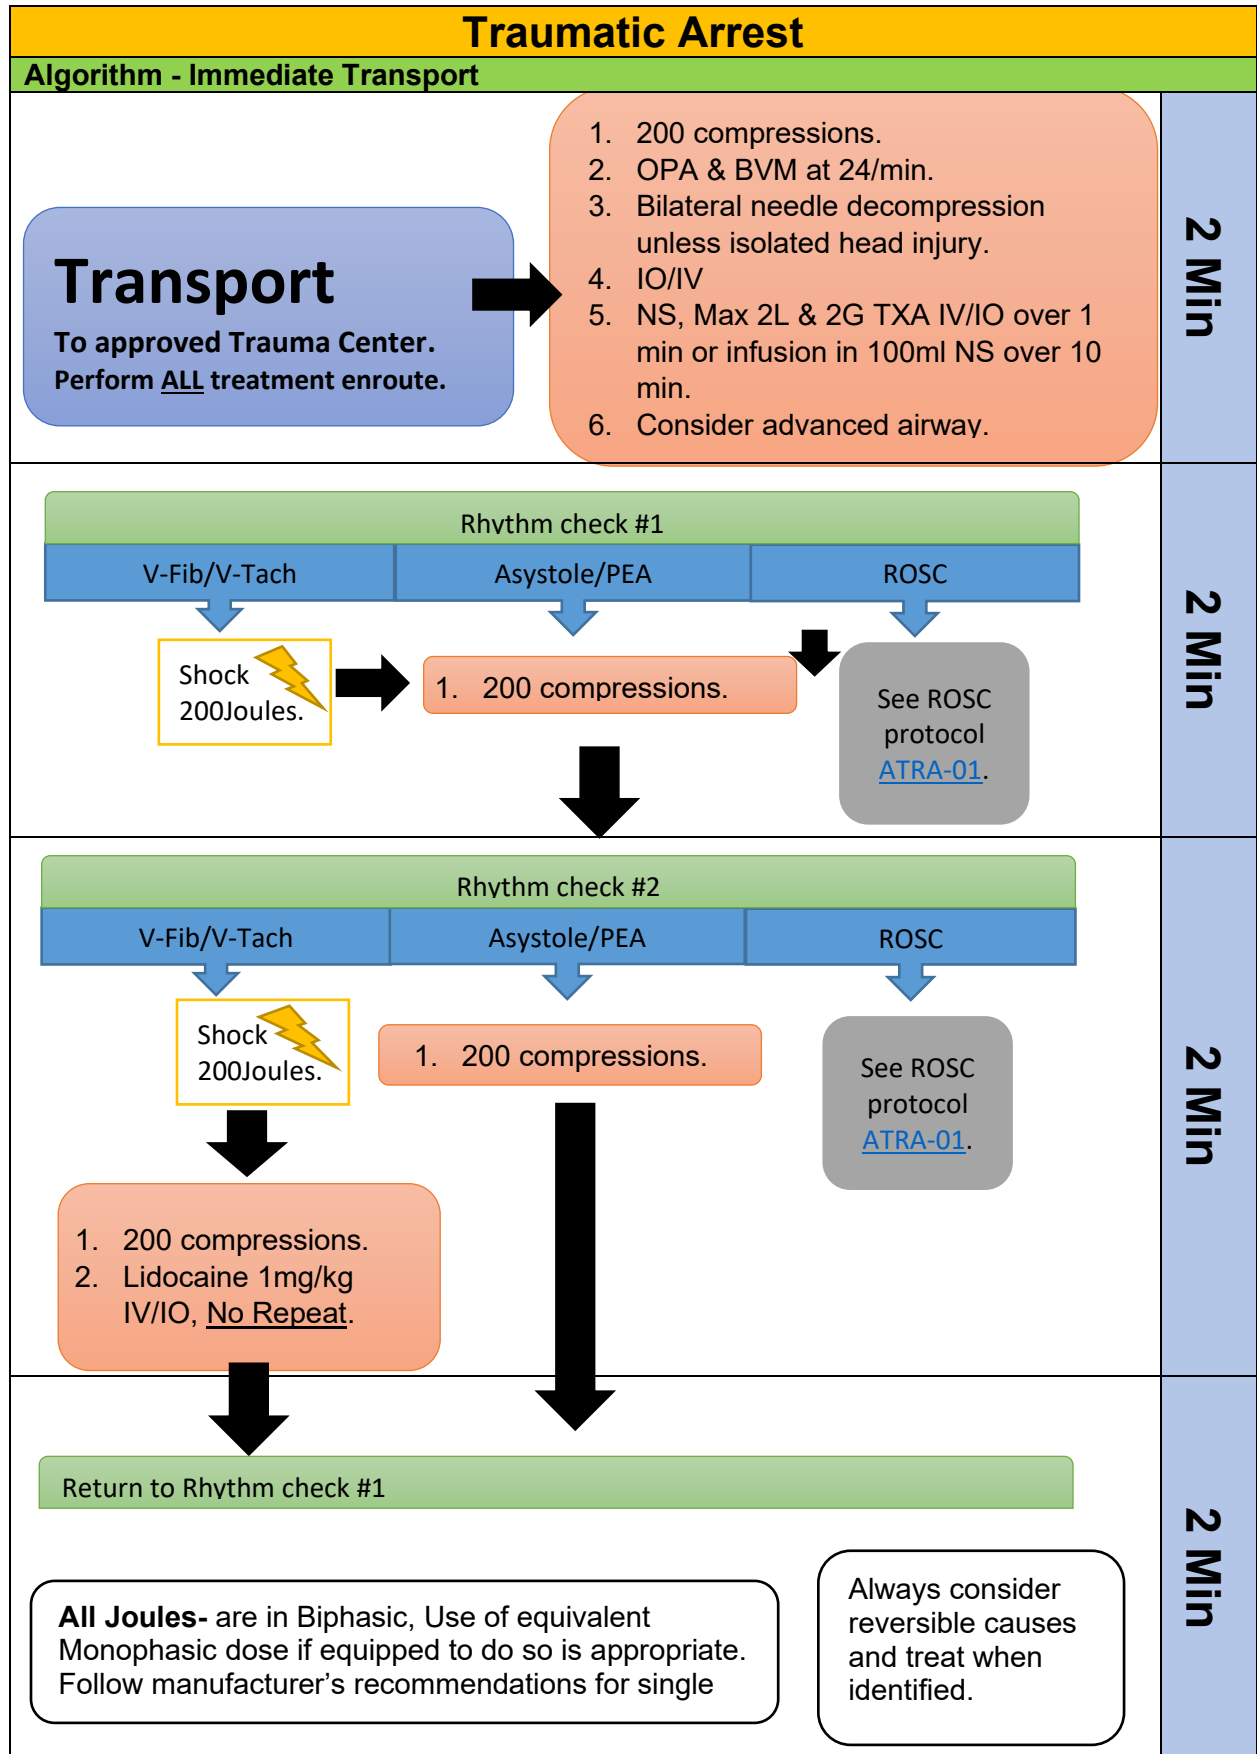 Traumatic Arrest
Algorithm - Immediate Transport
Transport
To approved Trauma Center.
Perform ALL treatment enroute.
1. 200 compressions.
2. OPA & BVM at 24/min.
3. Bilateral needle decompression
unless isolated head injury.
4. IO/IV
5. NS, Max 2L & 2G TXA IV/IO over 1
min or infusion in 100ml NS over 10
min.
6. Consider advanced airway.
2 Min
Rhythm check #1
V-Fib/V-Tach
Asystole/PEA
ROSC
Shock
200Joules.
1. 200 compressions.
See ROSC
protocol
ATRA-01.
2 Min
Rhythm check #2
V-Fib/V-Tach
Asystole/PEA
ROSC
Shock
200Joules.
1. 200 compressions.
See ROSC
protocol
ATRA-01.
1. 200 compressions.
2. Lidocaine 1mg/kg
IV/IO, No Repeat.
2 Min
Return to Rhythm check #1
All Joules- are in Biphasic, Use of equivalent
Monophasic dose if equipped to do so is appropriate.
Follow manufacturer's recommendations for single
Always consider
reversible causes
and treat when
identified.
2 Min